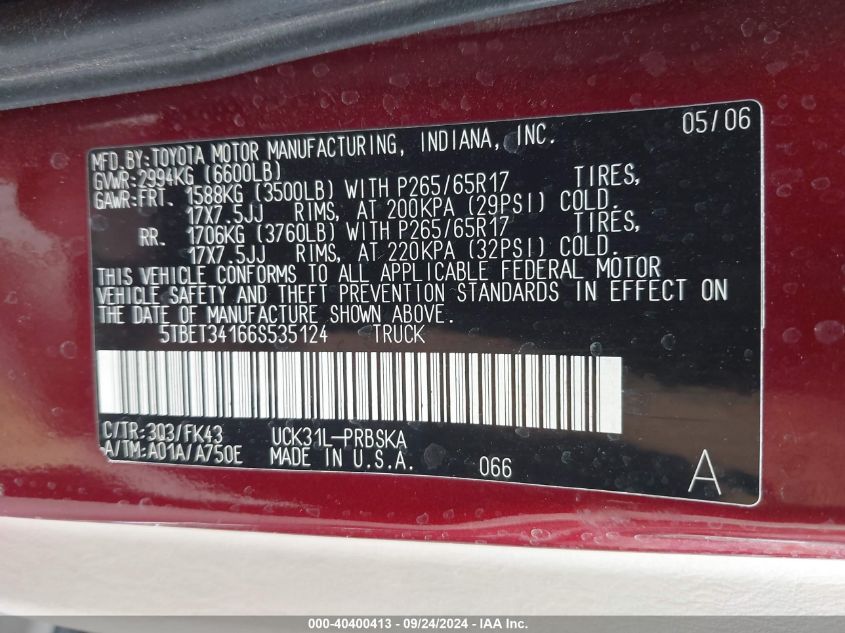 05/06
MFD.BY:TOYOTA MOTOR MANUFACTURING, INDIANA, INC.
GVWR:2994KG (6600LB)
GAWR:FRT. 1588KG (3500LB) WITH P265/65R17 TIRES,
17X7.5JJ RIMS, AT 200KPA (29PSI) COLD.
RR. 1706KG (3760LB) WITH P265/65R17 TIRES,
17X7.5JJ RIMS, AT 220KPA (32PSI) COLD.
THIS VEHICLE CONFORMS TO ALL APPLICABLE FEDERAL MOTOR
VEHICLE SAFETY AND THEFT PREVENTION STANDARDS IN EFFECT ON
THE DATE OF MANUFACTURE SHOWN ABOVE.
5TBET34166S535124 TRUCK
C/TR:3Q3/FK43 UCK31L-PRBSKA
A/TM:A01A/A750E MADE IN U.S.A. 066
A
000-40400413 - 09/24/2024 - IAA Inc.